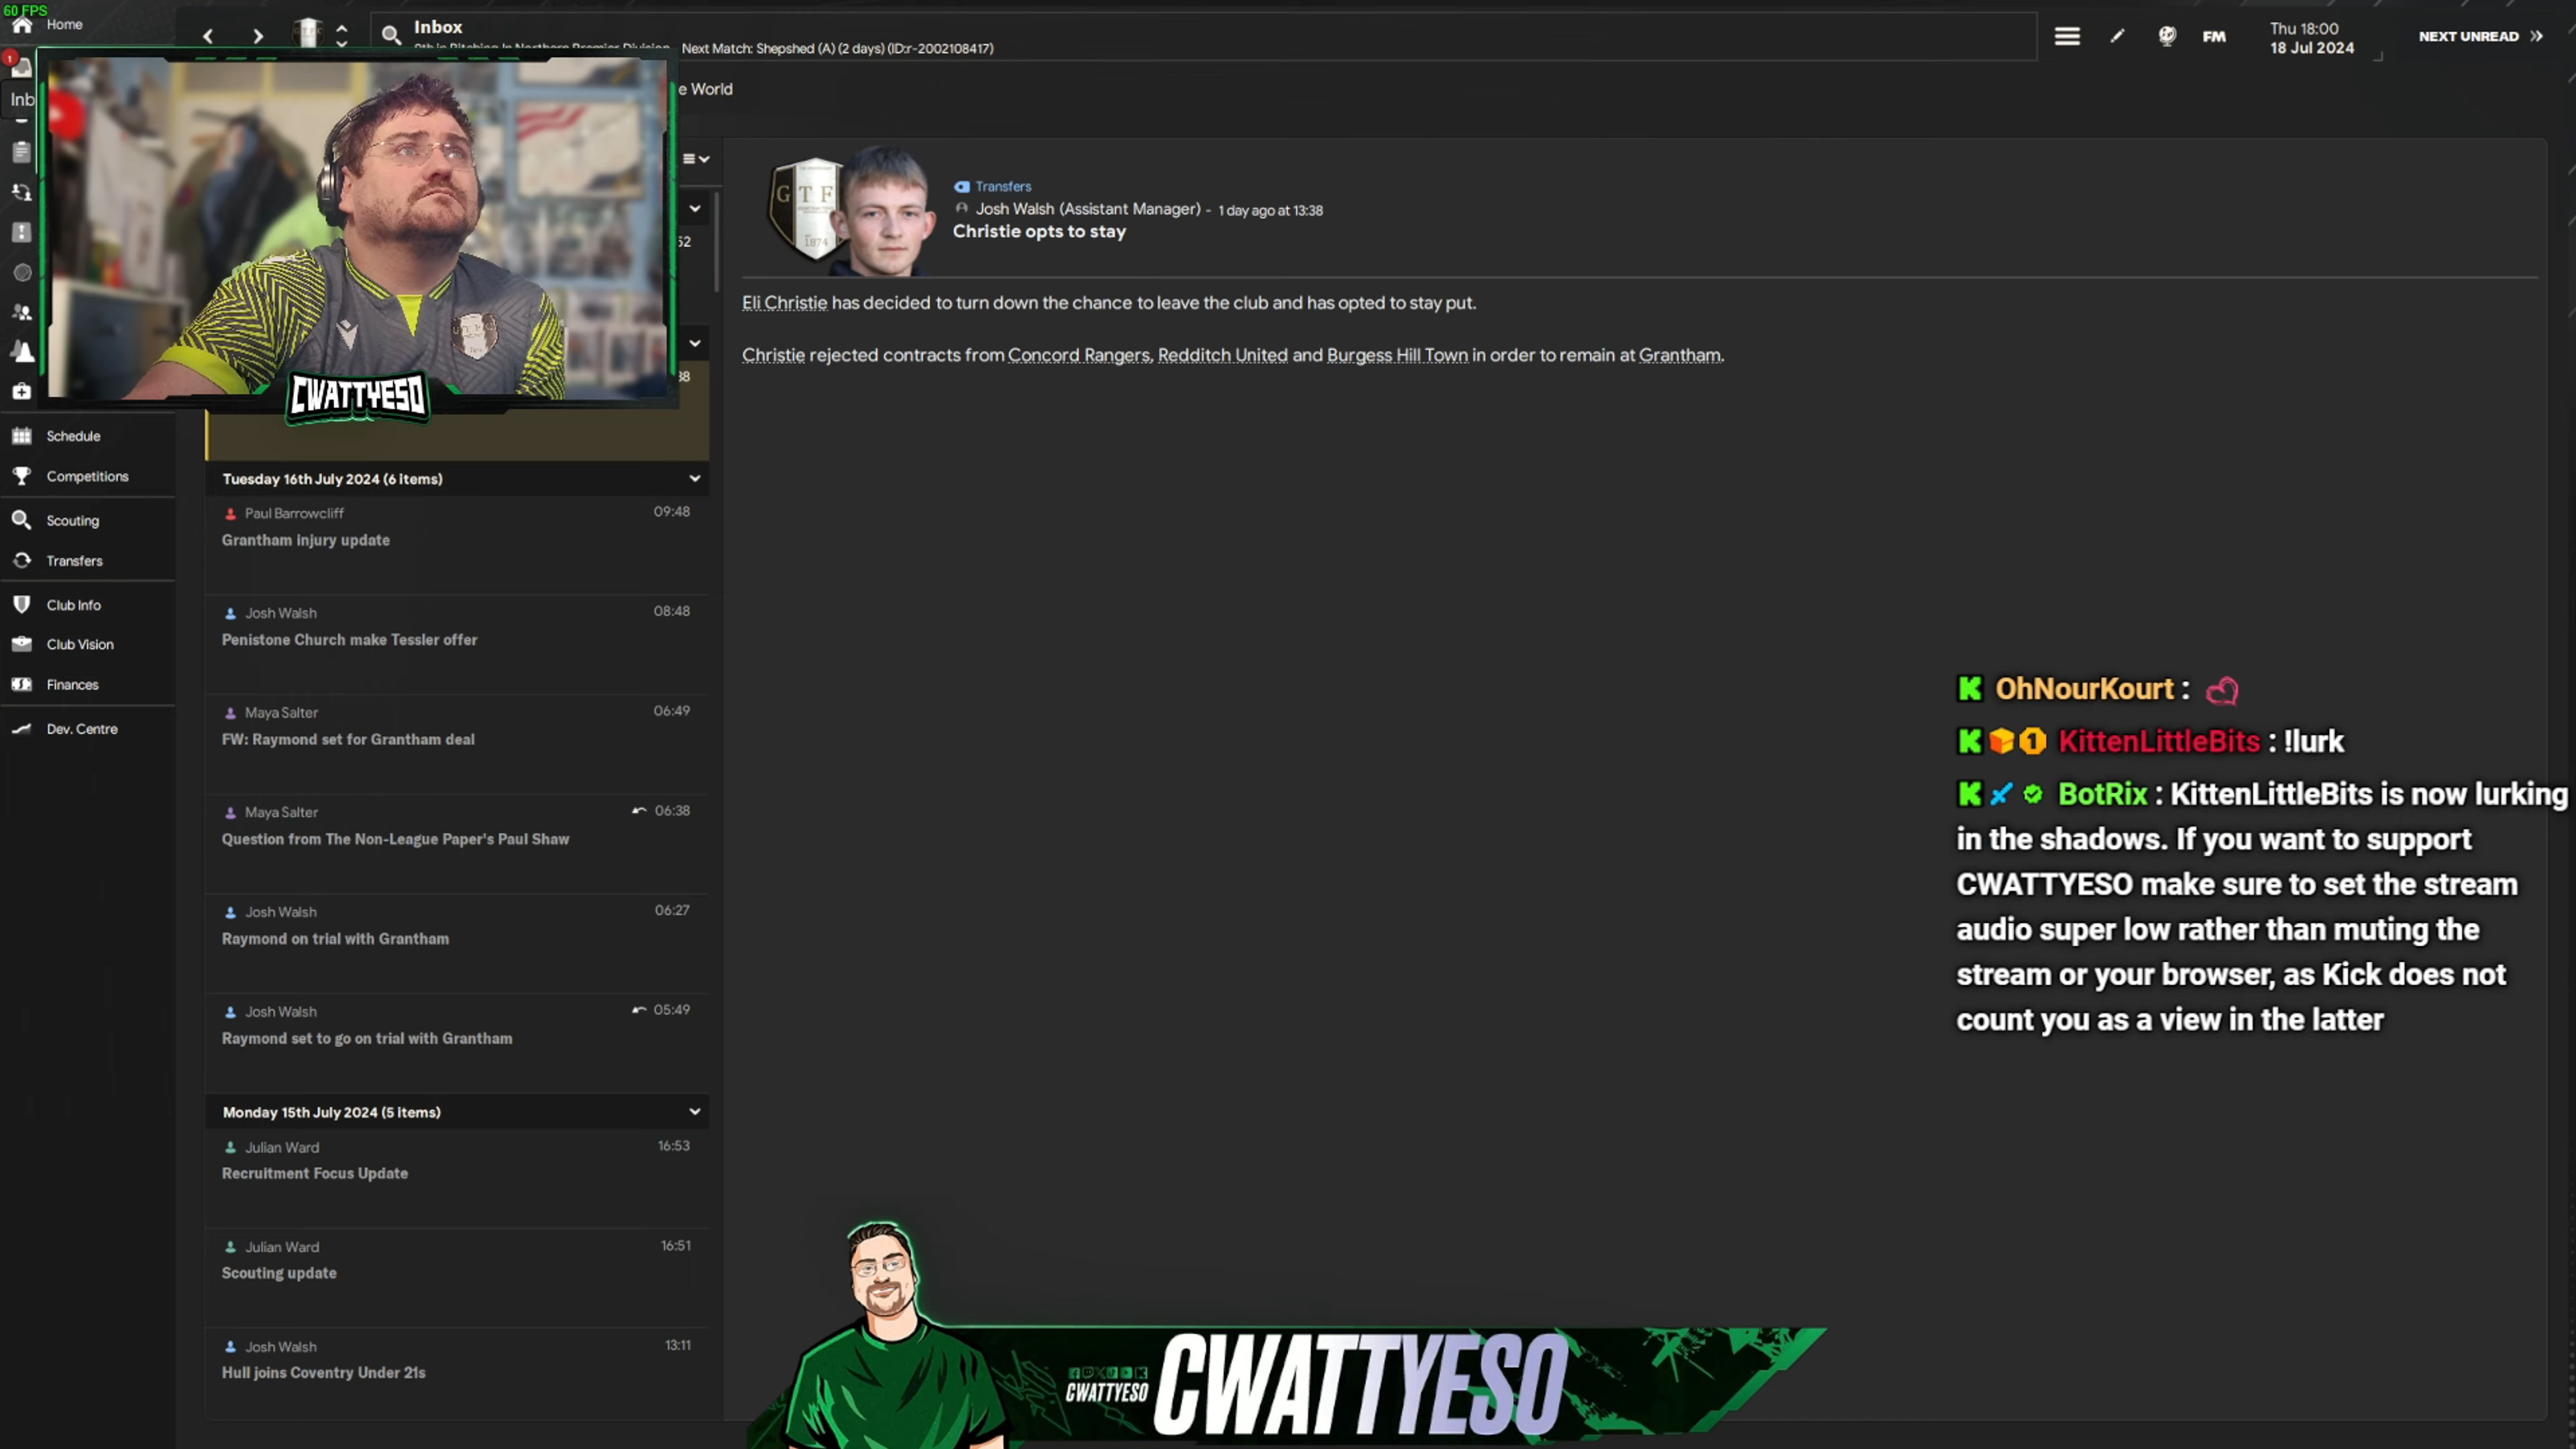 60 FPS
Home
Inbox
Next Match: Shepshed (A) (2 days) (ID:r-2002108417)
FM
Thu 18:00
18 Jul 2024
NEXT UNREAD
1
Inb
e World
52
38
CWATTYESO
Schedule
Competitions
Scouting
Transfers
Club Info
Club Vision
Finances
Dev. Centre
Tuesday 16th July 2024 (6 items)
Paul Barrowcliff 09:48
Grantham injury update
Josh Walsh 08:48
Penistone Church make Tessler offer
Maya Salter 06:49
FW: Raymond set for Grantham deal
Maya Salter 06:38
Question from The Non-League Paper's Paul Shaw
Josh Walsh 06:27
Raymond on trial with Grantham
Josh Walsh 05:49
Raymond set to go on trial with Grantham
Monday 15th July 2024 (5 items)
Julian Ward 16:53
Recruitment Focus Update
Julian Ward 16:51
Scouting update
Josh Walsh 13:11
Hull joins Coventry Under 21s
G T F
1874
Transfers
Josh Walsh (Assistant Manager) - 1 day ago at 13:38
Christie opts to stay
Eli Christie has decided to turn down the chance to leave the club and has opted to stay put.
Christie rejected contracts from Concord Rangers, Redditch United and Burgess Hill Town in order to remain at Grantham.
K OhNourKourt :
K 1 KittenLittleBits : !lurk
K BotRix : KittenLittleBits is now lurking
in the shadows. If you want to support
CWATTYESO make sure to set the stream
audio super low rather than muting the
stream or your browser, as Kick does not
count you as a view in the latter
CWATTYESO
CWATTYESO